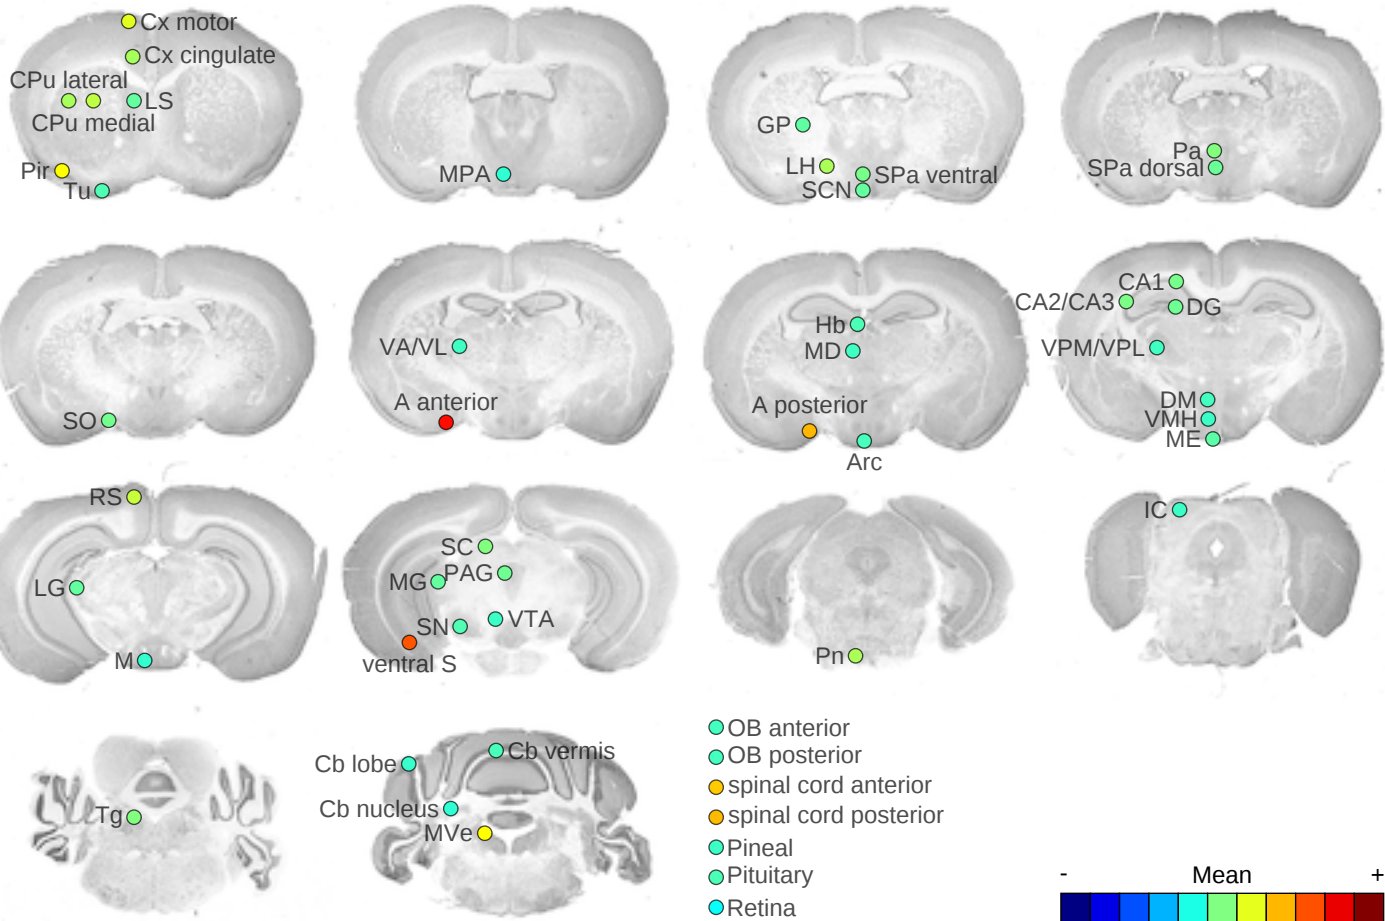 Cx motor
Cx cingulate
CPu lateral
LS
CPu medial
Pir
Tu
MPA
GP
LH
SPa ventral
SCN
Pa
SPa dorsal
SO
VA/VL
A anterior
Hb
MD
A posterior
Arc
CA1
CA2/CA3
DG
VPM/VPL
DM
VMH
ME
RS
LG
M
SC
MG
PAG
SN
VTA
ventral S
Pn
IC
Tg
Cb lobe
Cb vermis
Cb nucleus
MVe
OB anterior
OB posterior
spinal cord anterior
spinal cord posterior
Pineal
Pituitary
Retina
- Mean +